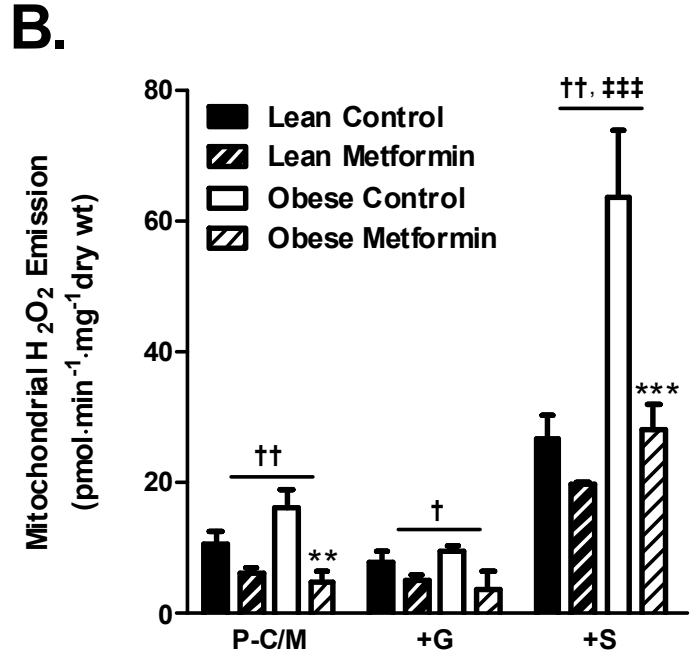 B.
Mitochondrial H₂O₂ Emission
(pmol·min⁻¹·mg⁻¹dry wt)
80
60
40
20
0
Lean Control
Lean Metformin
Obese Control
Obese Metformin
††
**
†
††, ‡‡‡
***
P-C/M
+G
+S